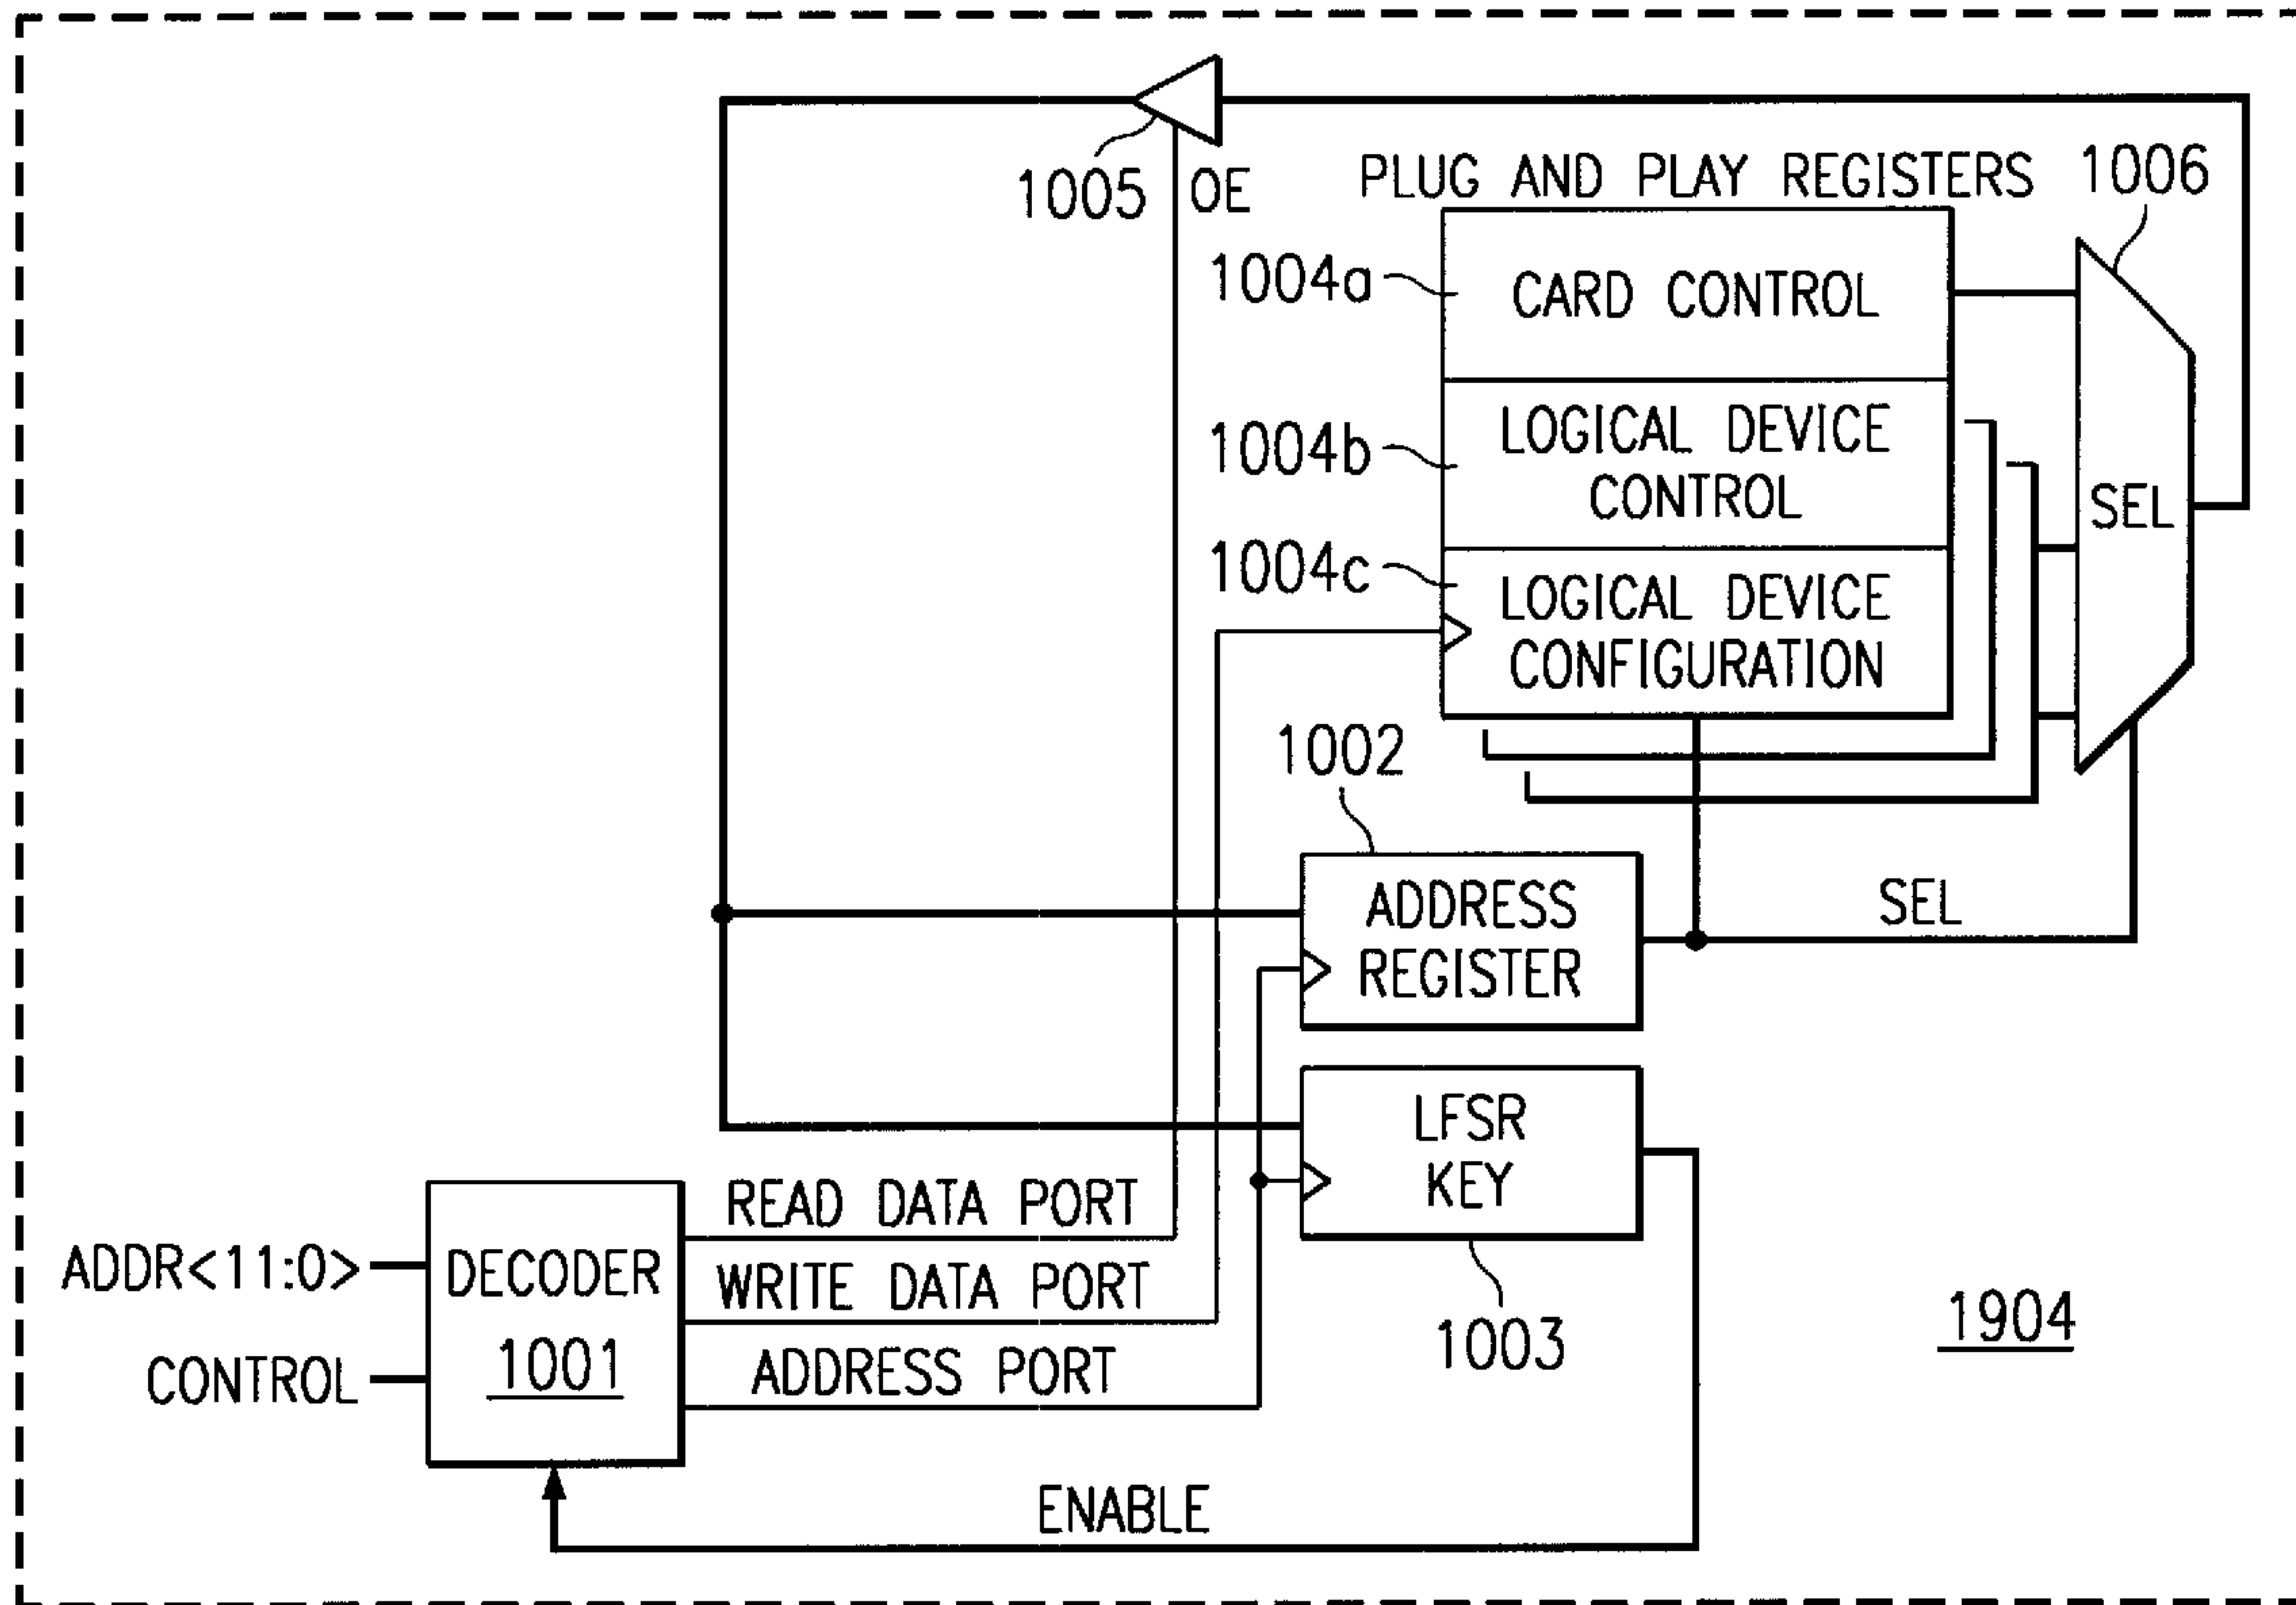 1005
OE
PLUG AND PLAY REGISTERS
1006
1004a
CARD CONTROL
1004b
LOGICAL DEVICE
CONTROL
SEL
1004c
LOGICAL DEVICE
CONFIGURATION
1002
ADDRESS
REGISTER
SEL
LFSR
KEY
1003
READ DATA PORT
ADDR<11:0>
DECODER
1001
WRITE DATA PORT
CONTROL
ADDRESS PORT
ENABLE
1904